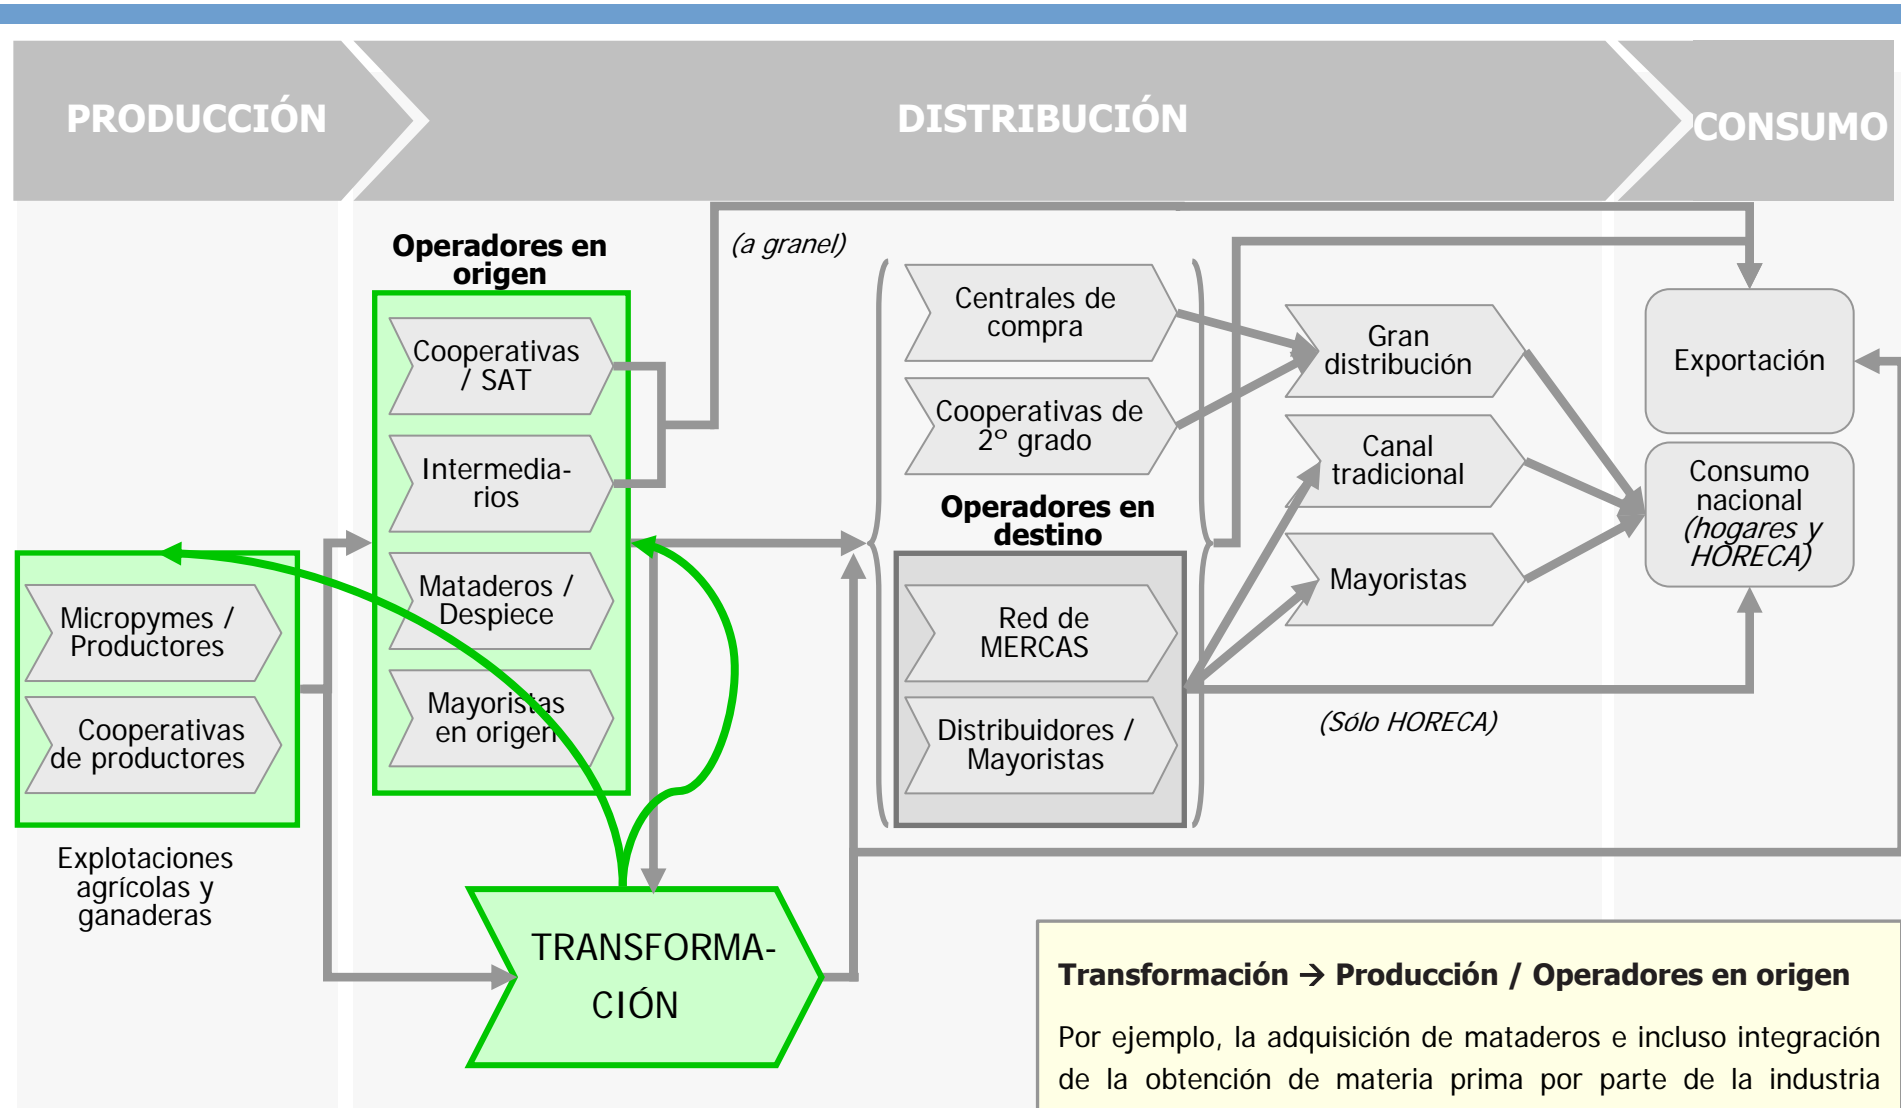 PRODUCCIÓN
DISTRIBUCIÓN
CONSUMO
Operadores en
origen
(a granel)
Cooperativas
/ SAT
Intermedia-
rios
Mataderos /
Despiece
Mayoristas
en origen
Micropymes /
Productores
Cooperativas
de productores
Explotaciones
agrícolas y
ganaderas
Centrales de
compra
Cooperativas de
2º grado
Operadores en
destino
Red de
MERCAS
Distribuidores /
Mayoristas
Gran
distribución
Canal
tradicional
Mayoristas
(Sólo HORECA)
Exportación
Consumo
nacional
(hogares y
HORECA)
TRANSFORMA-
CIÓN
Transformación → Producción / Operadores en origen
Por ejemplo, la adquisición de mataderos e incluso integración
de la obtención de materia prima por parte de la industria